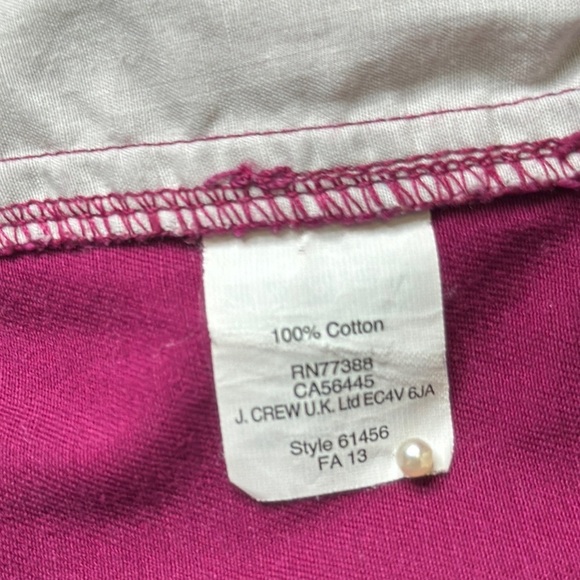 100% Cotton
RN77388
CA56445
J. CREW U.K. Ltd EC4V 6JA
Style 61456
FA 13